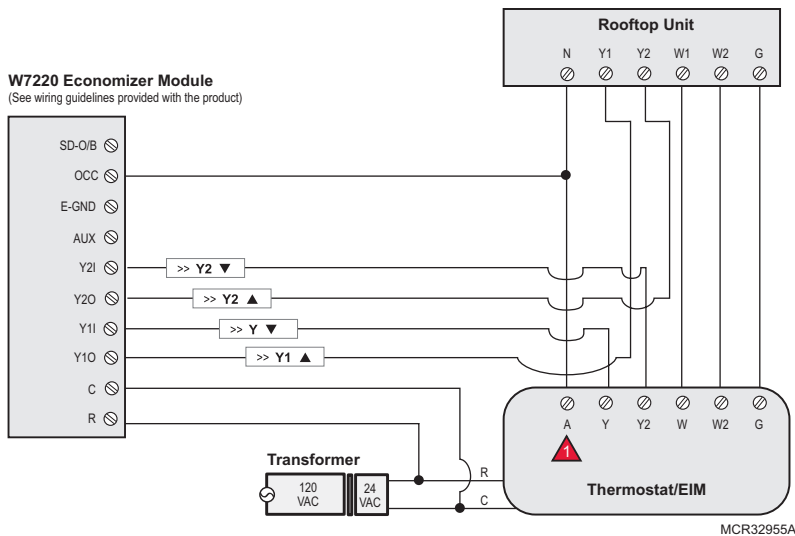 Rooftop Unit
N Y1 Y2 W1 W2 G
W7220 Economizer Module
(See wiring guidelines provided with the product)
SD-O/B
OCC
E-GND
AUX
Y2I >> Y2 ▼
Y2O >> Y2 ▲
Y1I >> Y ▼
Y1O >> Y1 ▲
C
R
A Y Y2 W W2 G
1
Thermostat/EIM
Transformer
120 VAC
24 VAC
R
C
MCR32955A